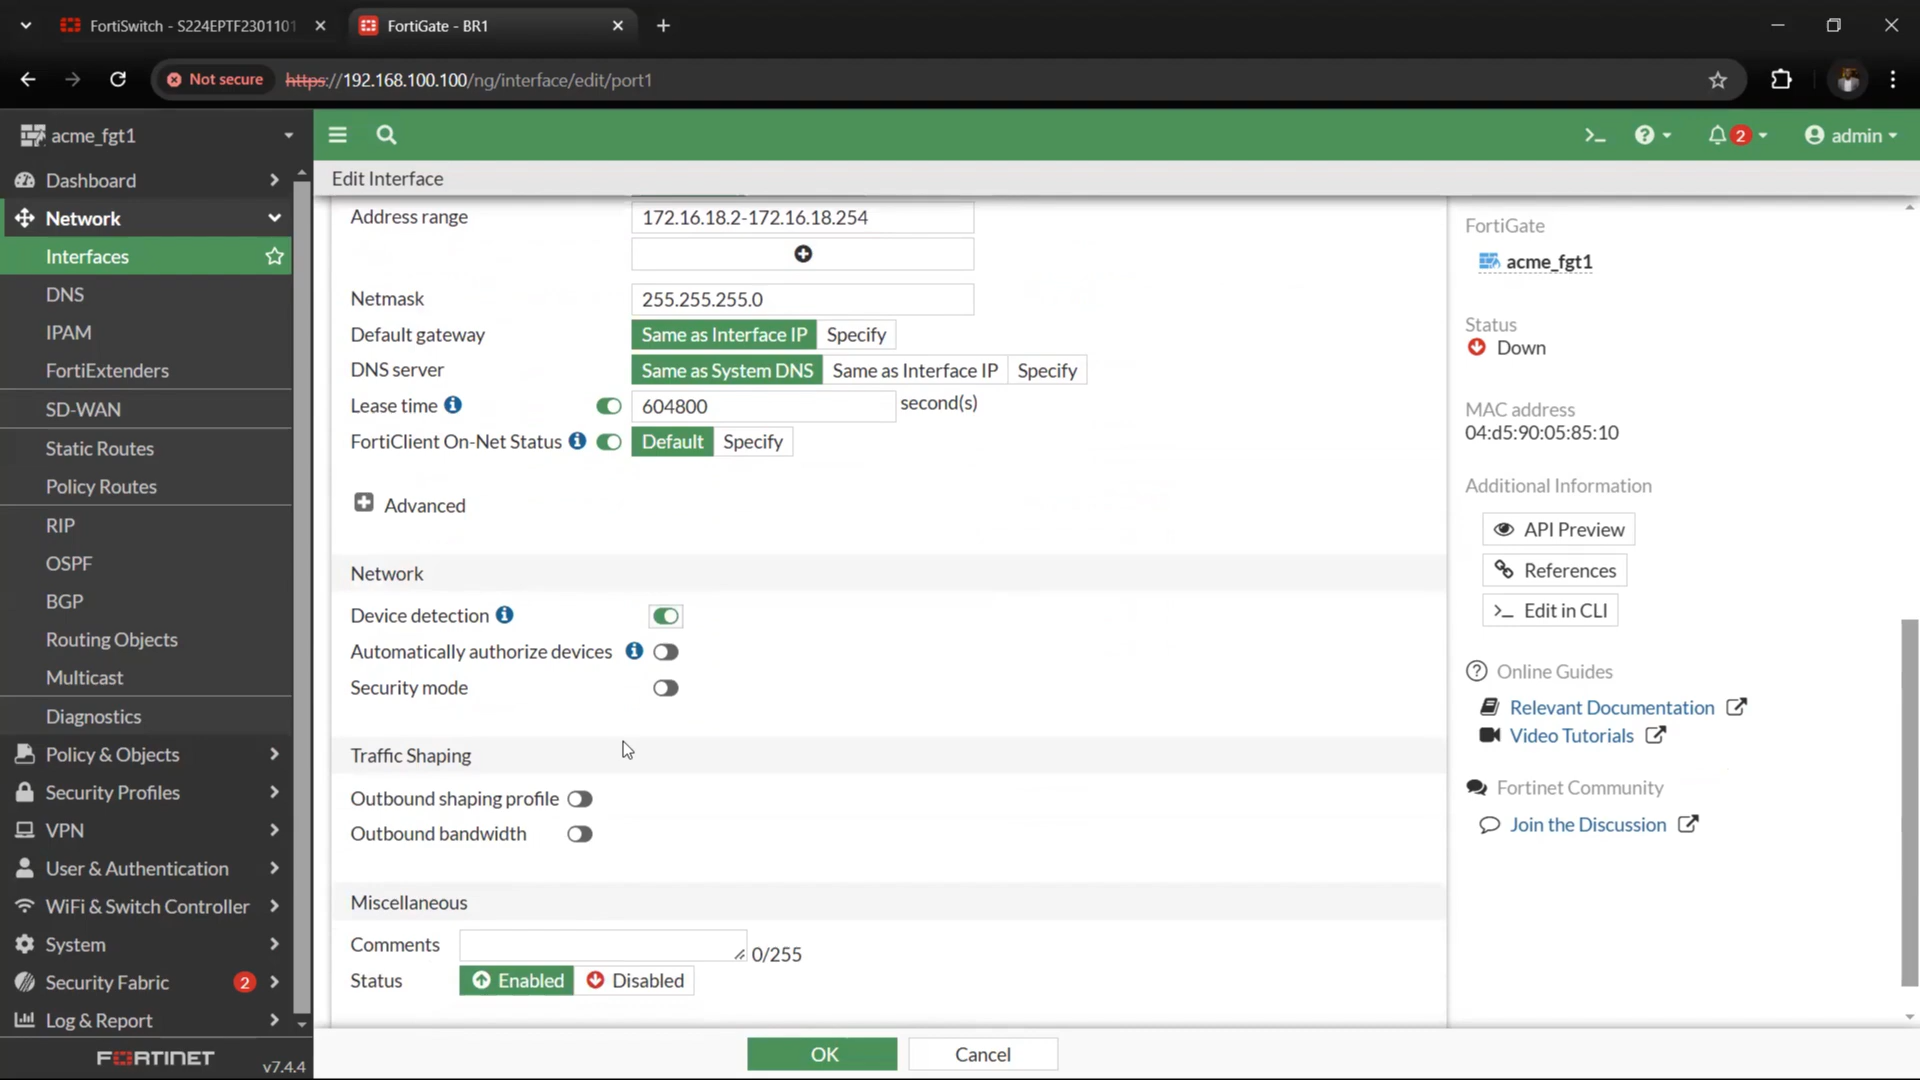 FortiSwitch - S224EPTF2301101
FortiGate - BR1
Not secure
https://192.168.100.100/ng/interface/edit/port1
acme_fgt1
2
admin
Edit Interface
Dashboard
Network
Interfaces
DNS
IPAM
FortiExtenders
SD-WAN
Static Routes
Policy Routes
RIP
OSPF
BGP
Routing Objects
Multicast
Diagnostics
Policy & Objects
Security Profiles
VPN
User & Authentication
WiFi & Switch Controller
System
Security Fabric 2
Log & Report
FORTINET
v7.4.4
Address range 172.16.18.2-172.16.18.254
Netmask 255.255.255.0
Default gateway Same as Interface IP Specify
DNS server Same as System DNS Same as Interface IP Specify
Lease time 604800 second(s)
FortiClient On-Net Status Default Specify
Advanced
Network
Device detection
Automatically authorize devices
Security mode
Traffic Shaping
Outbound shaping profile
Outbound bandwidth
Miscellaneous
Comments 0/255
Status Enabled Disabled
OK Cancel
FortiGate
acme_fgt1
Status
Down
MAC address
04:d5:90:05:85:10
Additional Information
API Preview
References
>_ Edit in CLI
Online Guides
Relevant Documentation
Video Tutorials
Fortinet Community
Join the Discussion